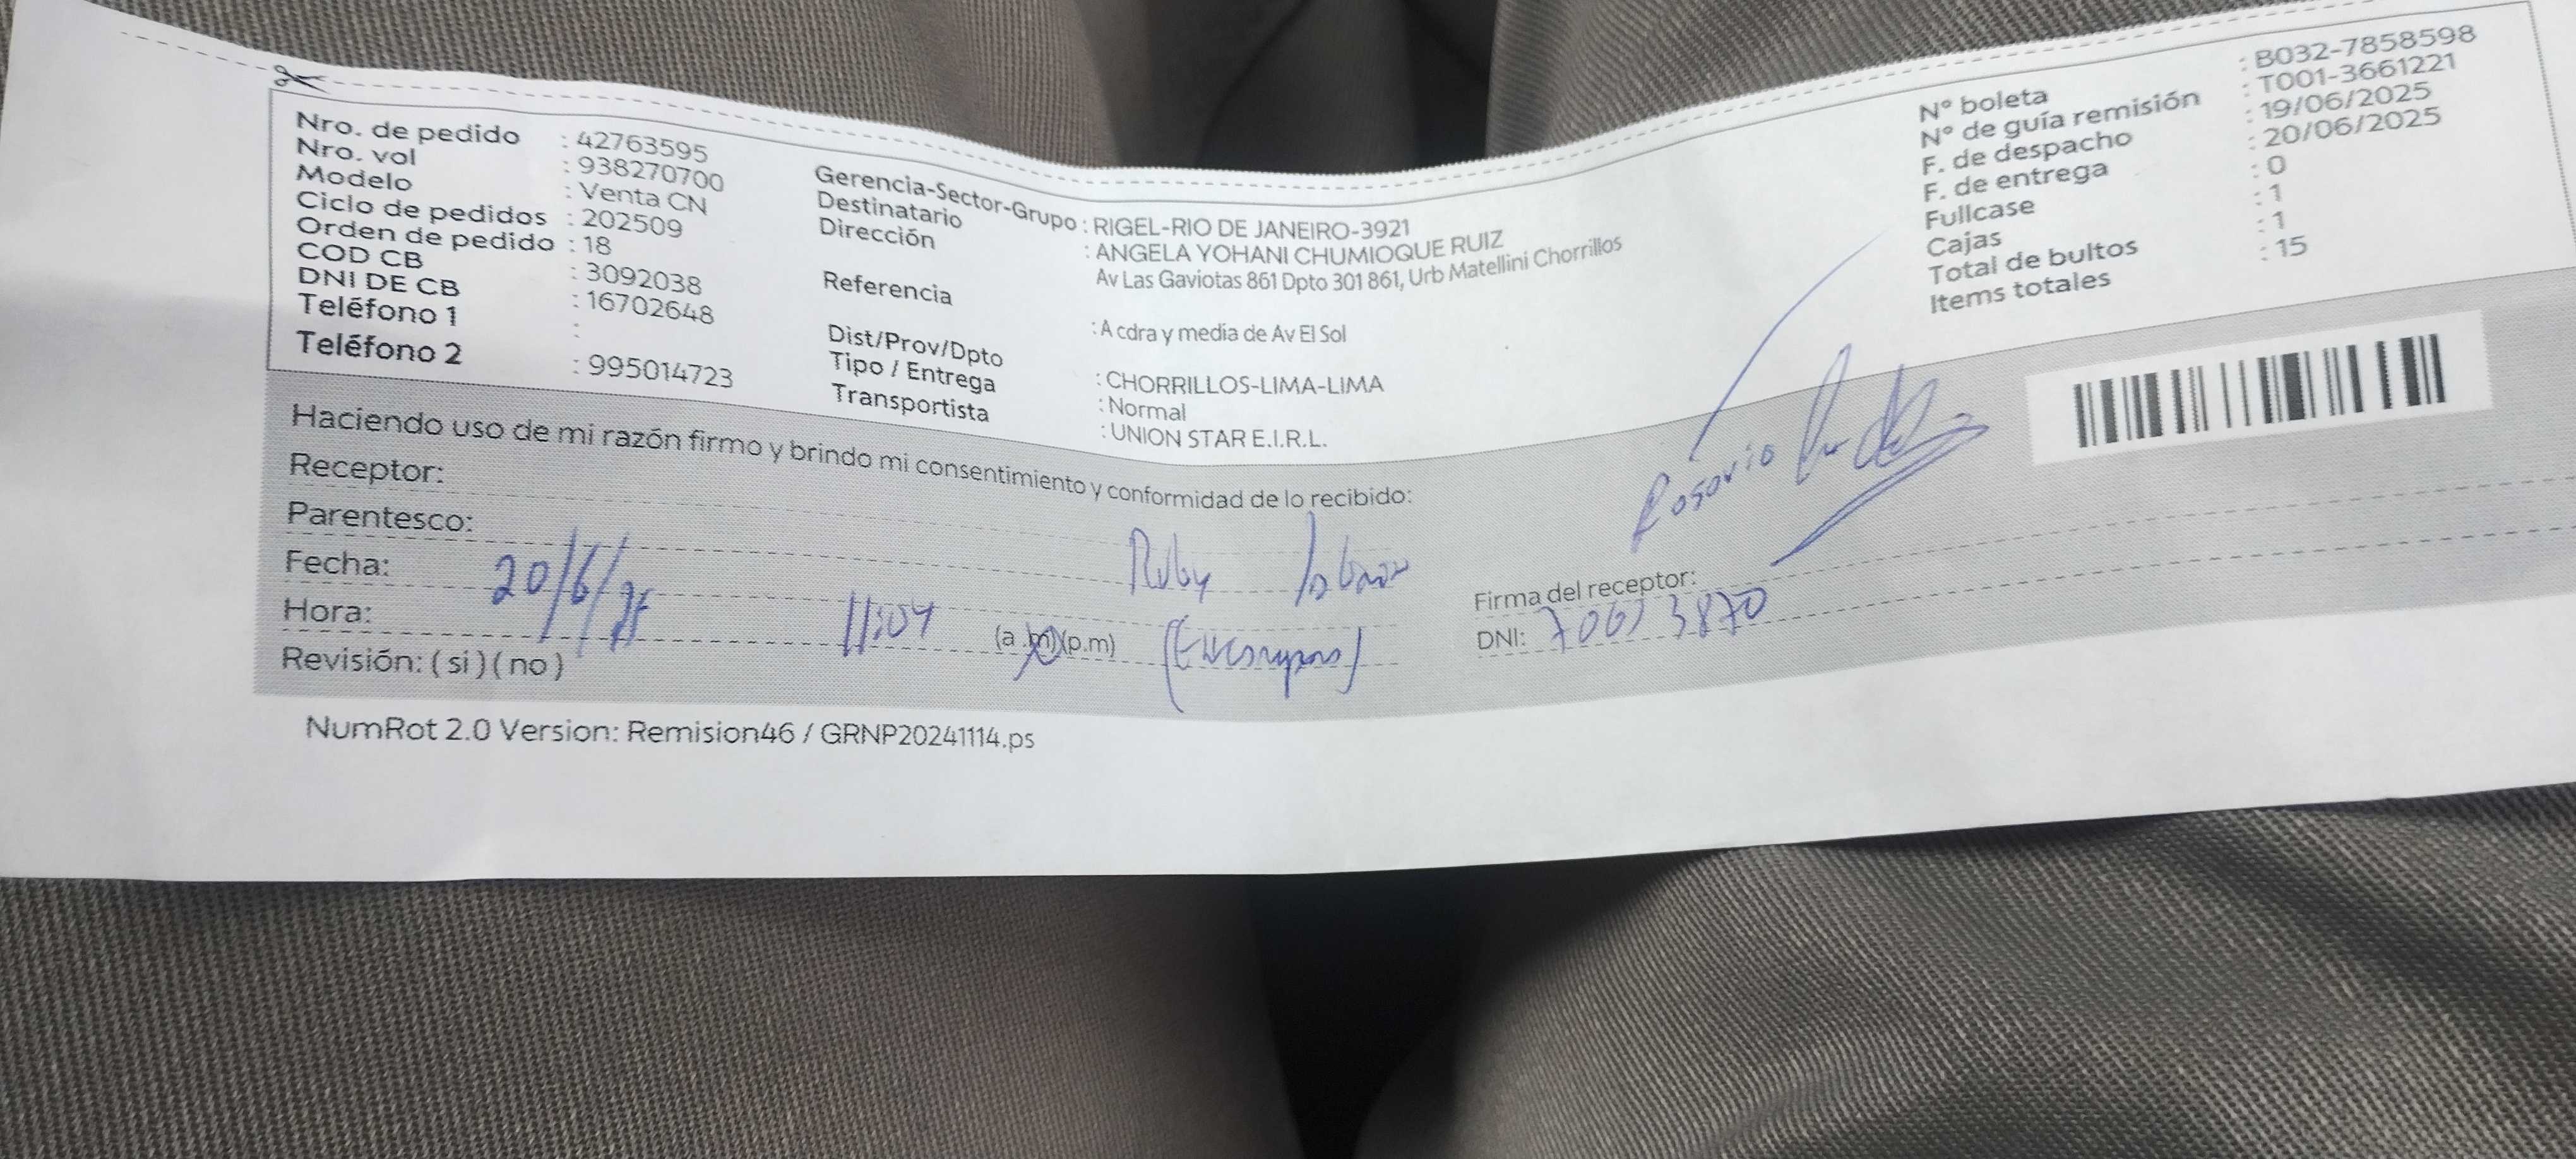 Nro. de pedido : 42763595
Nro. vol : 938270700
Modelo : Venta CN
Ciclo de pedidos : 202509
Orden de pedido : 18
COD CB : 3092038
DNI DE CB : 16702648
Teléfono 1 :
Teléfono 2 : 995014723
Gerencia-Sector-Grupo : RIGEL-RIO DE JANEIRO-3921
Destinatario : ANGELA YOHANI CHUMIOQUE RUIZ
Dirección Av Las Gaviotas 861 Dpto 301 861, Urb Matellini Chorrillos
Referencia : A cdra y media de Av El Sol
Dist/Prov/Dpto : CHORRILLOS-LIMA-LIMA
Tipo / Entrega : Normal
Transportista : UNION STAR E.I.R.L.
N° boleta : B032-7858598
N° de guía remisión : T001-3661221
F. de despacho : 19/06/2025
F. de entrega : 20/06/2025
Fullcase : 0
Cajas : 1
Total de bultos : 1
Items totales : 15
Haciendo uso de mi razón firmo y brindo mi consentimiento y conformidad de lo recibido:
Receptor:
Parentesco: Ruby
Fecha: 20/6/25
Hora: 11:04 (a.m)(p.m)
Revisión: (si) (no)
Rosario
Firma del receptor:
DNI:
NumRot 2.0 Version: Remision46 / GRNP20241114.ps